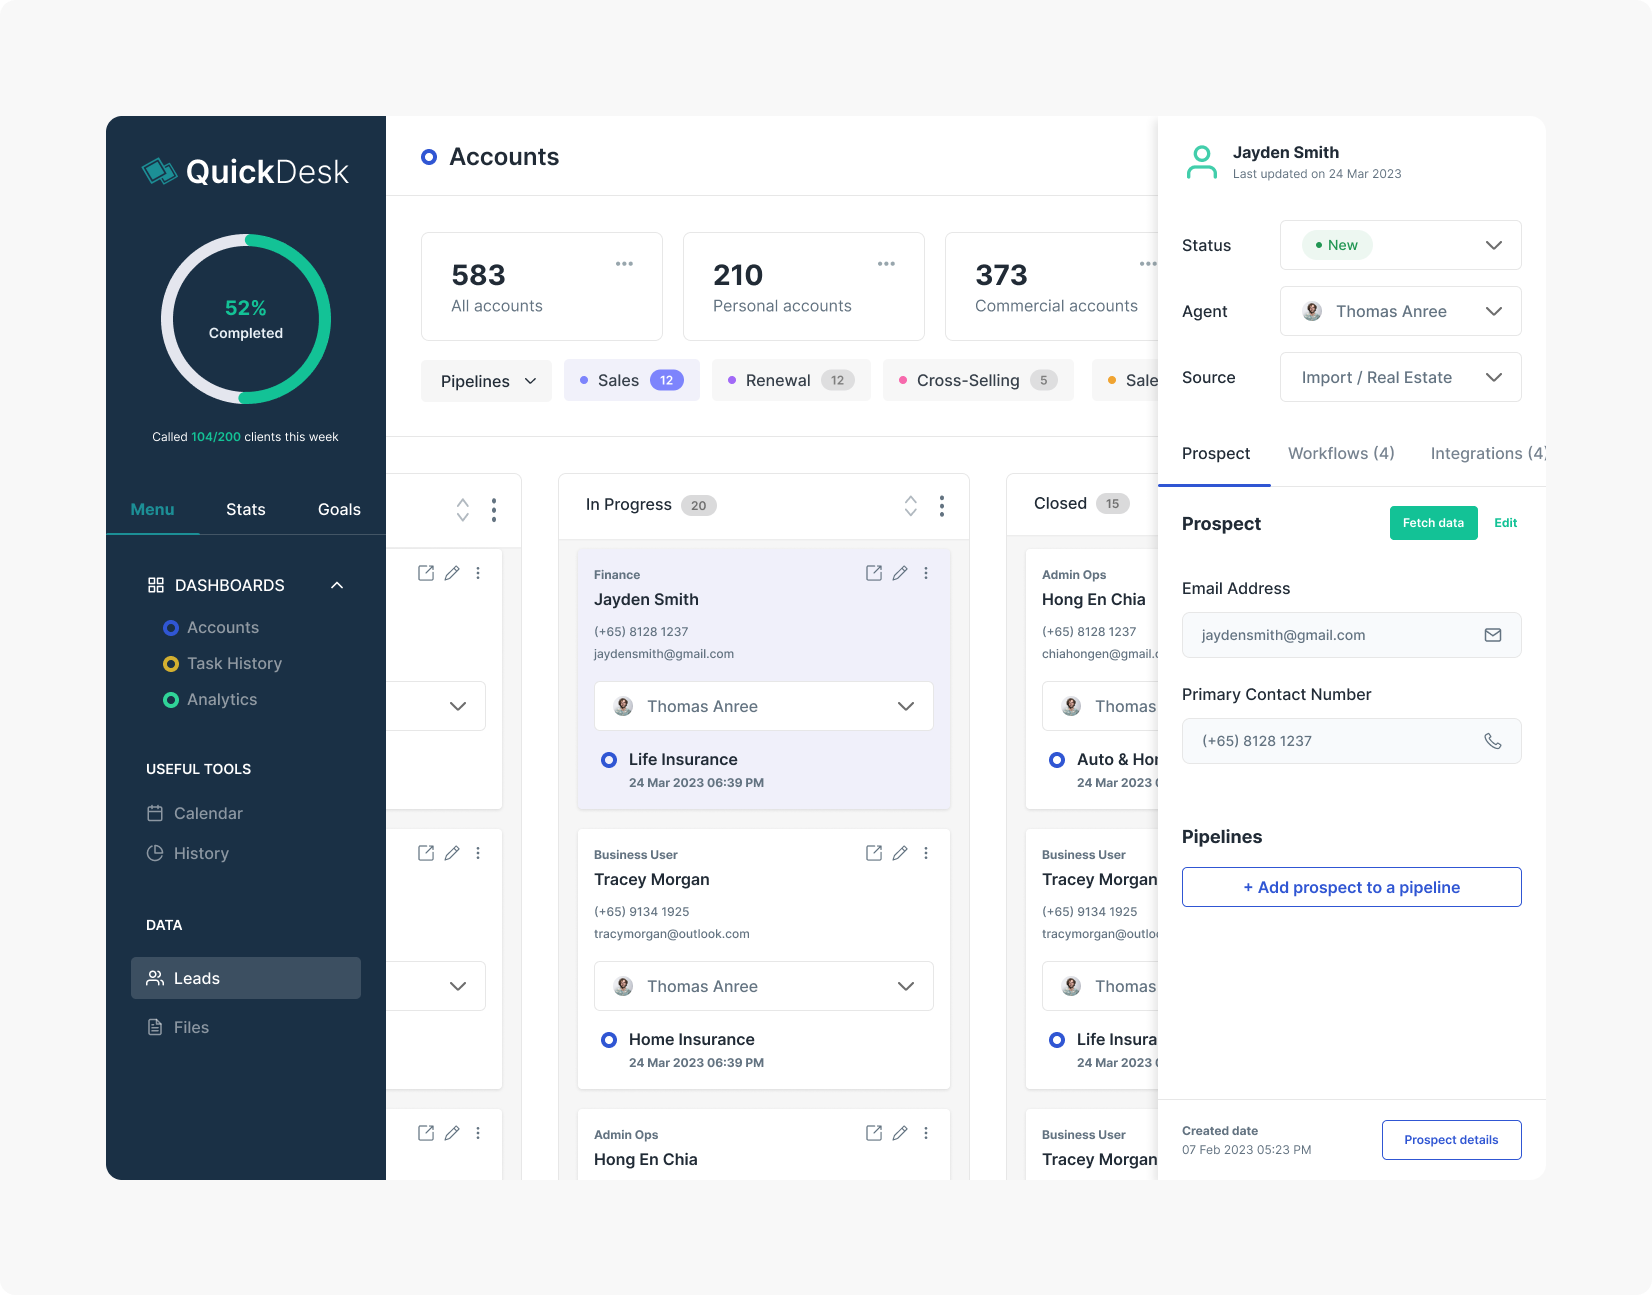 QuickDesk
52%
Completed
Called 104/200 clients this week
Menu
Stats
Goals
DASHBOARDS
Accounts
Task History
Analytics
USEFUL TOOLS
Calendar
History
DATA
Leads
Files
Accounts
583
All accounts
210
Personal accounts
373
Commercial accounts
Pipelines
Sales 12
Renewal 12
Cross-Selling 5
Sale
In Progress 20
Finance
Jayden Smith
(+65) 8128 1237
jaydensmith@gmail.com
Thomas Anree
Life Insurance
24 Mar 2023 06:39 PM
Business User
Tracey Morgan
(+65) 9134 1925
tracymorgan@outlook.com
Thomas Anree
Home Insurance
24 Mar 2023 06:39 PM
Admin Ops
Hong En Chia
Closed 15
Admin Ops
Hong En Chia
(+65) 8128 1237
chiahongen@gmail.c
Thomas
Auto & Hor
24 Mar 2023
Business User
Tracey Morgan
(+65) 9134 1925
tracymorgan@outloo
Thomas
Life Insura
24 Mar 2023
Business User
Tracey Morgan
Jayden Smith
Last updated on 24 Mar 2023
Status
New
Agent
Thomas Anree
Source
Import / Real Estate
Prospect
Workflows (4)
Integrations (4)
Prospect
Fetch data
Edit
Email Address
jaydensmith@gmail.com
Primary Contact Number
(+65) 8128 1237
Pipelines
+ Add prospect to a pipeline
Created date
07 Feb 2023 05:23 PM
Prospect details